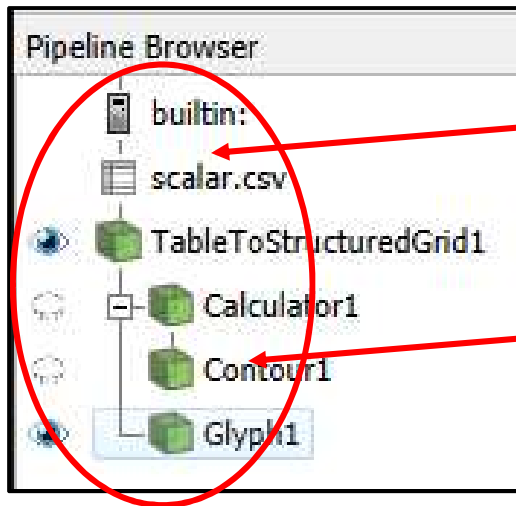 Pipeline Browser
builtin:
scalar.csv
TableToStructuredGrid1
Calculator1
Contour1
Glyph1